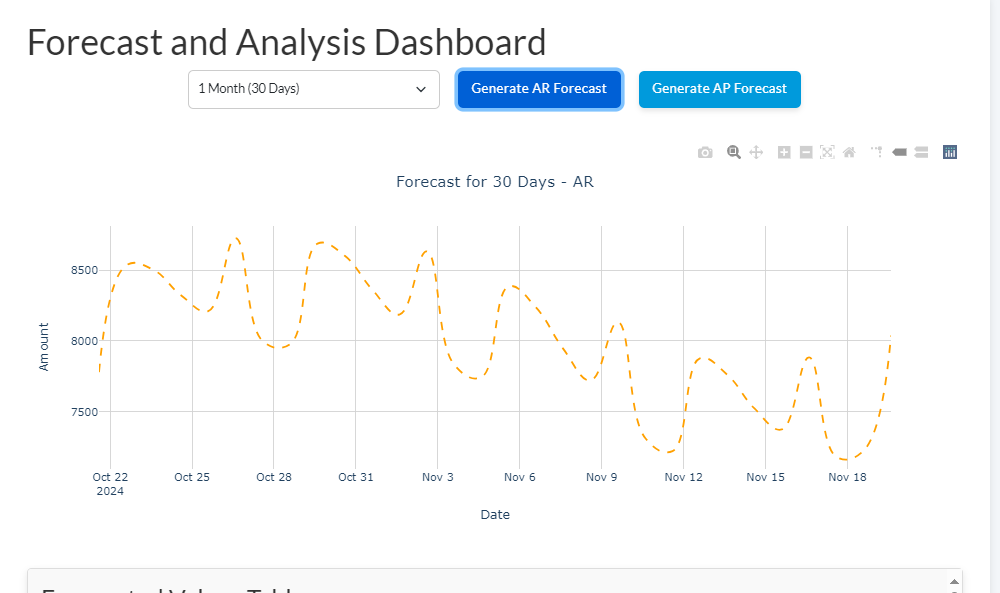 Forecast and Analysis Dashboard
1 Month (30 Days)
Generate AR Forecast
Generate AP Forecast
Forecast for 30 Days - AR
8500
8000
7500
Amount
Oct 22
2024
Oct 25
Oct 28
Oct 31
Nov 3
Nov 6
Nov 9
Nov 12
Nov 15
Nov 18
Date